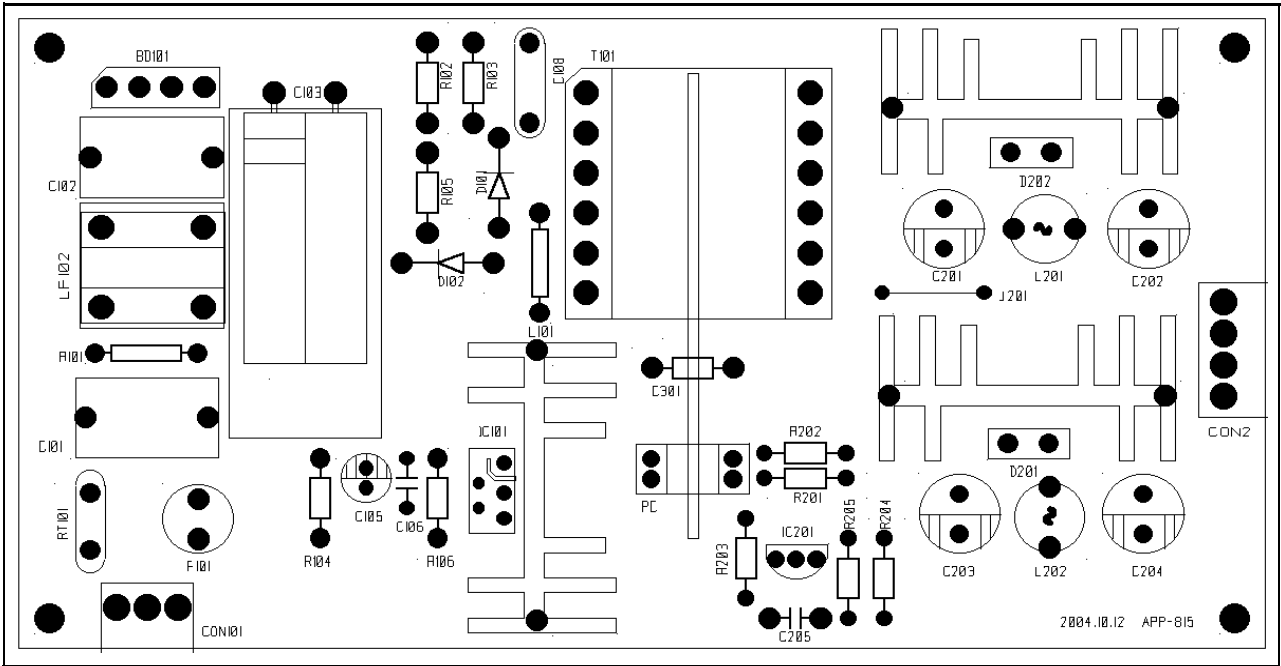 BD101
C103
R102
R103
C108
T101
C102
R105
D101
D202
LF102
D102
C201
L201
C202
J201
L101
R101
C301
CON2
C101
IC101
R202
D201
R201
PC
RT101
C105
C106
R205
R204
IC201
F101
R104
R106
R203
C203
L202
C204
CON101
C205
2004.10.12 APP-815